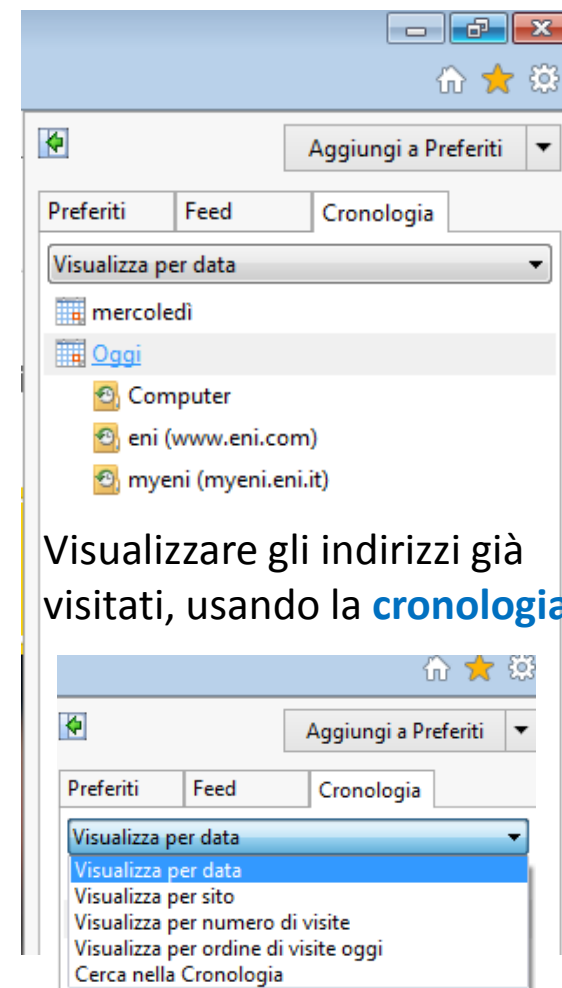 Aggiungi a Preferiti
Preferiti Feed Cronologia
Visualizza per data
mercoledì
Oggi
Computer
eni (www.eni.com)
myeni (myeni.eni.it)
Visualizzare gli indirizzi già
visitati, usando la cronologia
Aggiungi a Preferiti
Preferiti Feed Cronologia
Visualizza per data
Visualizza per data
Visualizza per sito
Visualizza per numero di visite
Visualizza per ordine di visite oggi
Cerca nella Cronologia